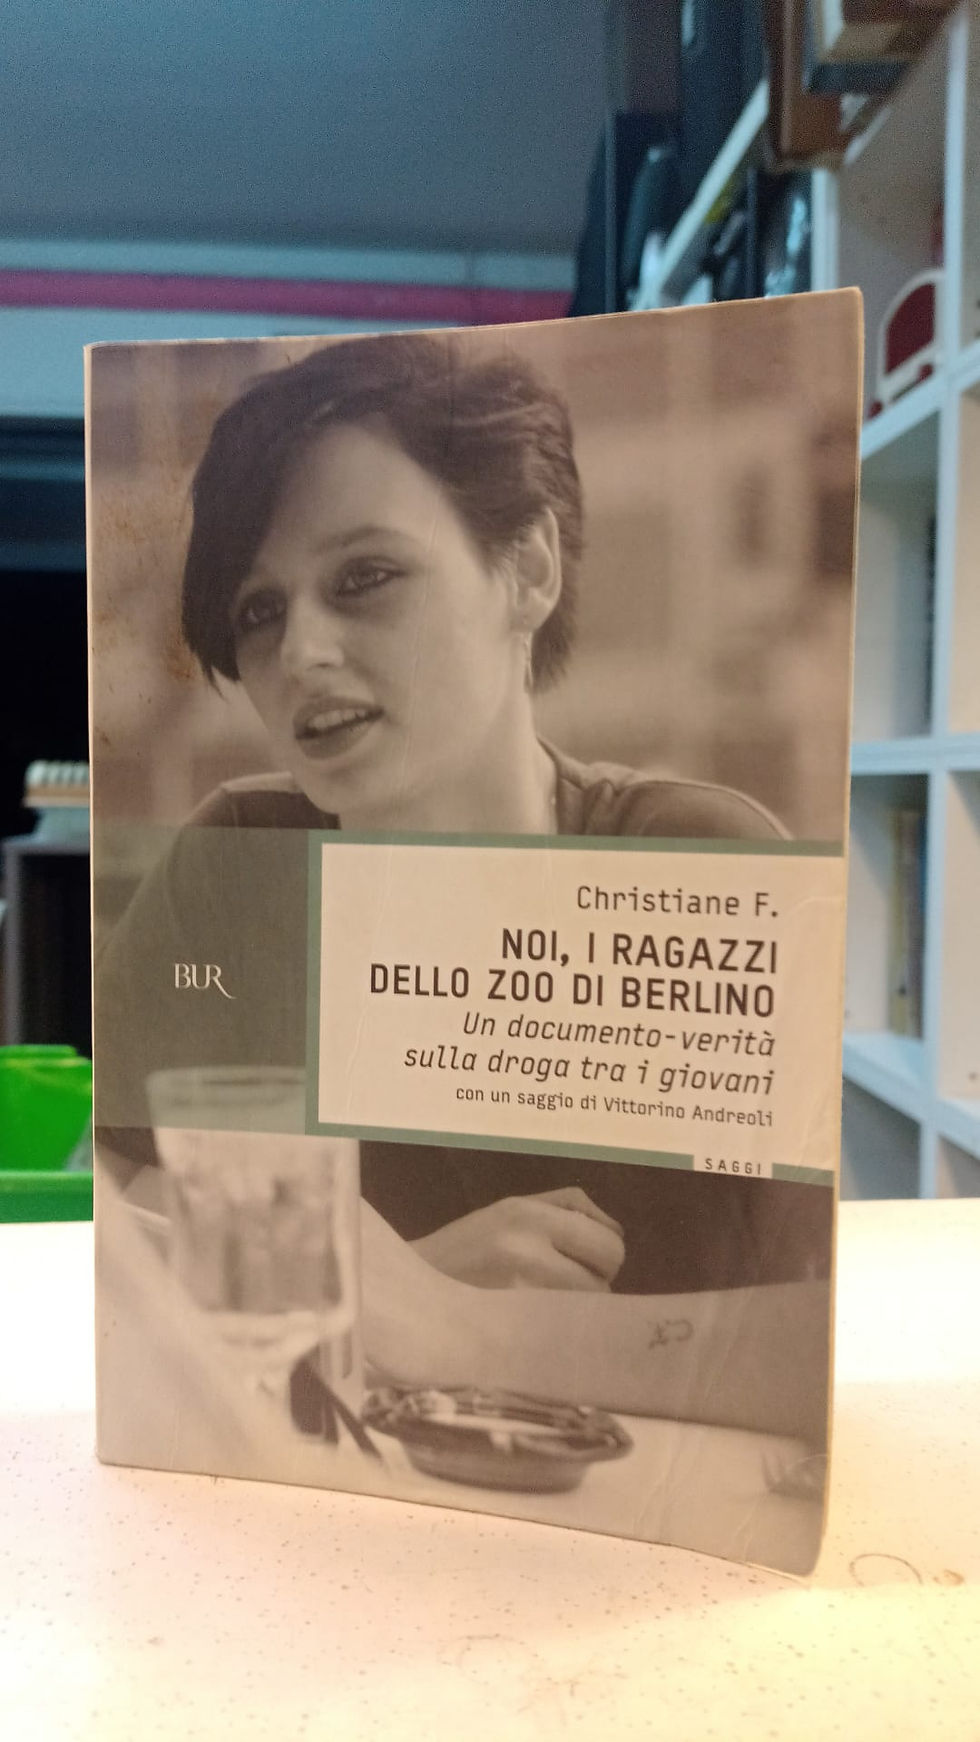 Christiane F.
NOI, I RAGAZZI
DELLO ZOO DI BERLINO
Un documento-verità
sulla droga tra i giovani
con un saggio di Vittorino Andreoli
BUR
SAGGI